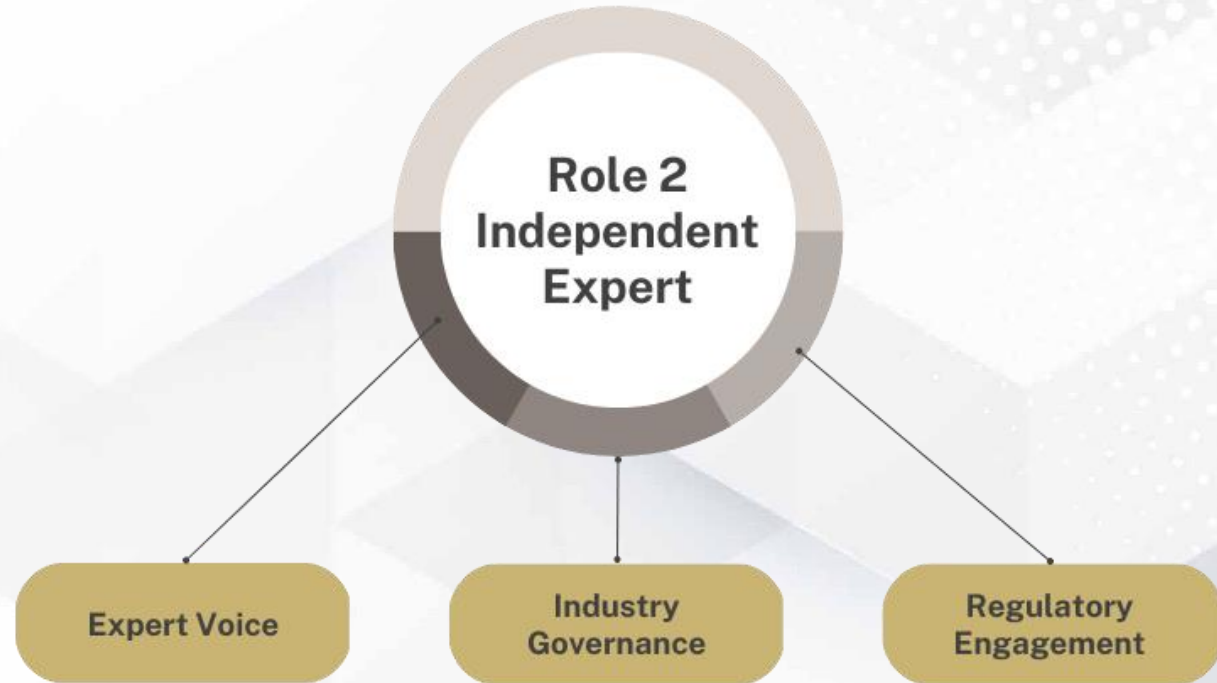 Role 2
Independent
Expert
Expert Voice
Industry
Governance
Regulatory
Engagement